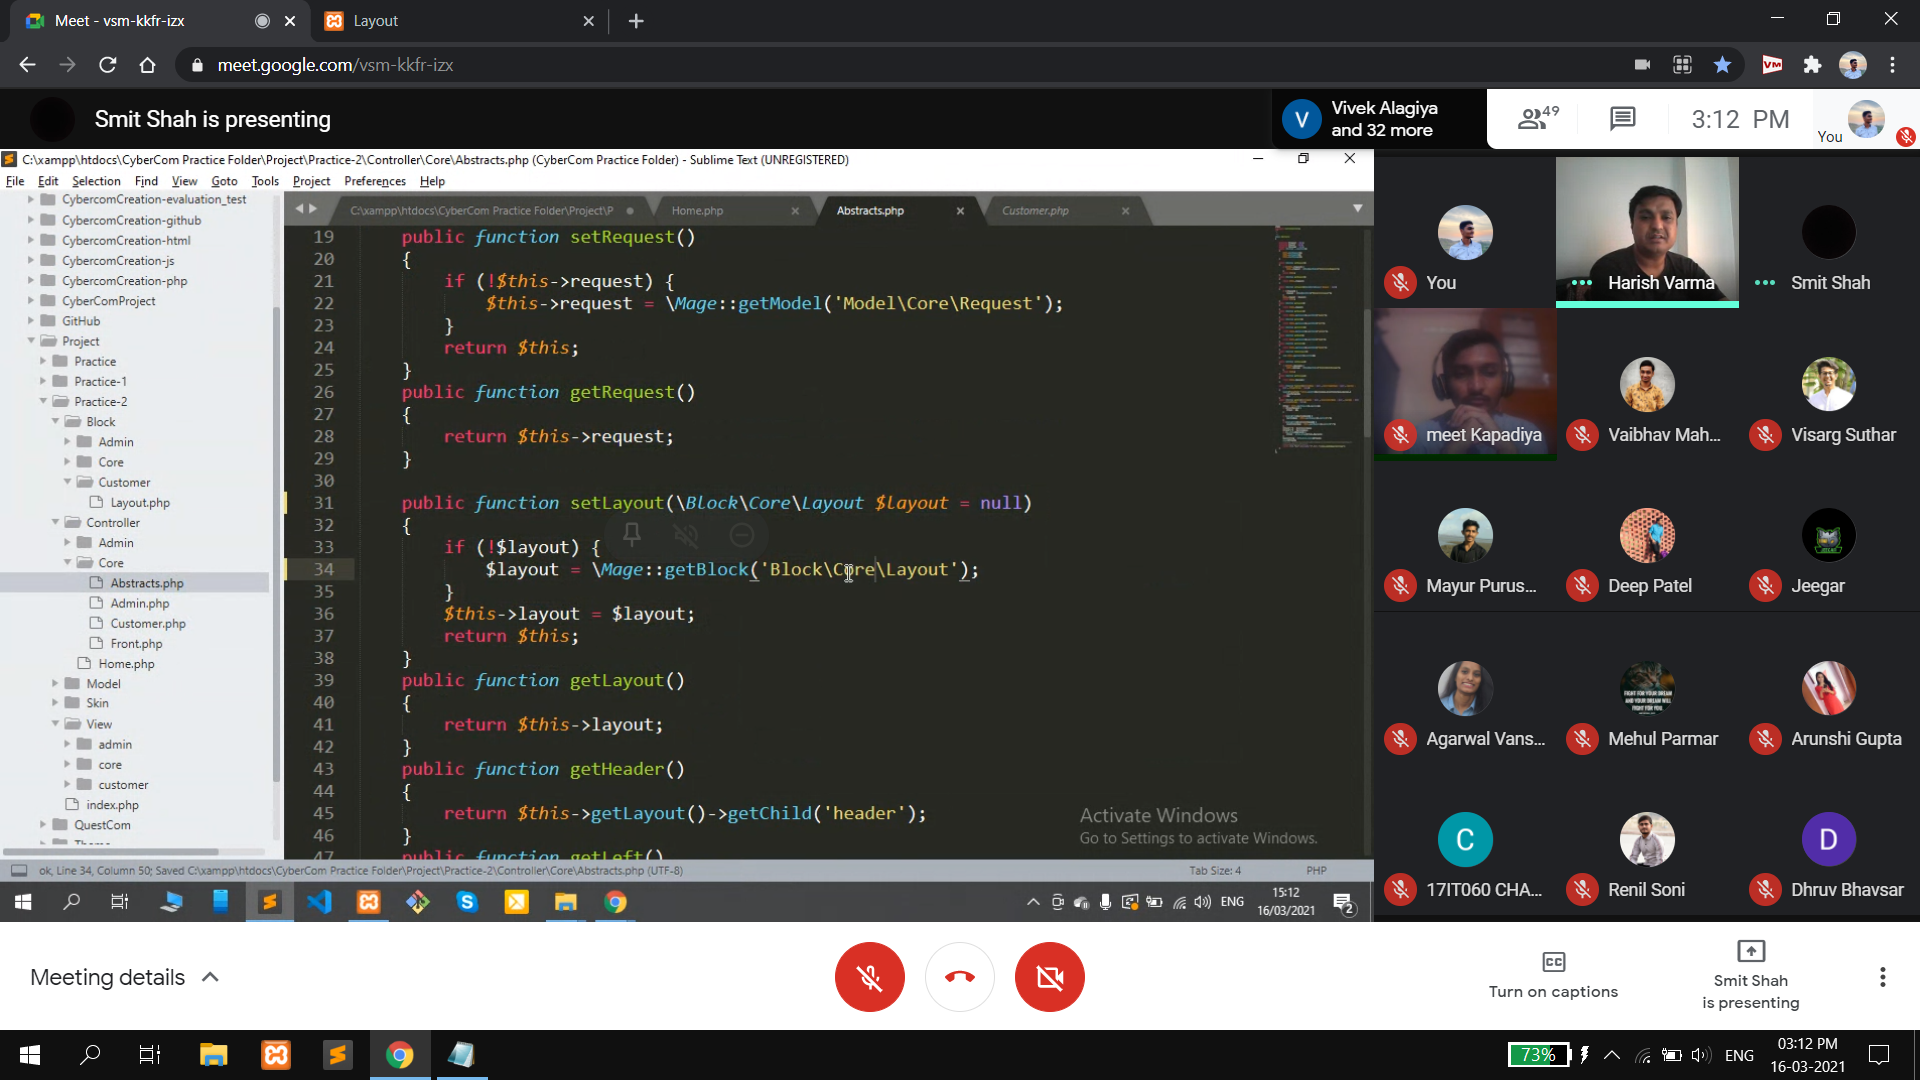 Meet - vsm-kkfr-izx
Layout
meet.google.com/vsm-kkfr-izx
VM
Smit Shah is presenting
V
Vivek Alagiya
and 32 more
49
3:12 PM
You
C:\xampp\htdocs\CyberCom Practice Folder\Project\Practice-2\Controller\Core\Abstracts.php (CyberCom Practice Folder) - Sublime Text (UNREGISTERED)
File Edit Selection Find View Goto Tools Project Preferences Help
CybercomCreation-evaluation_test
CybercomCreation-github
CybercomCreation-html
CybercomCreation-js
CybercomCreation-php
CyberComProject
GitHub
Project
Practice
Practice-1
Practice-2
Block
Admin
Core
Customer
Layout.php
Controller
Admin
Core
Abstracts.php
Admin.php
Customer.php
Front.php
Home.php
Model
Skin
View
admin
core
customer
index.php
QuestCom
C:\xampp\htdocs\CyberCom Practice Folder\Project\P
Home.php
Abstracts.php
Customer.php
19 public function setRequest()
20 {
21 if (!$this->request) {
22 $this->request = \Mage::getModel('Model\Core\Request');
23 }
24 return $this;
25 }
26 public function getRequest()
27 {
28 return $this->request;
29 }
30
31 public function setLayout(\Block\Core\Layout $layout = null)
32 {
33 if (!$layout) {
34 $layout = \Mage::getBlock('Block\Core\Layout');
35 }
36 $this->layout = $layout;
37 return $this;
38 }
39 public function getLayout()
40 {
41 return $this->layout;
42 }
43 public function getHeader()
44 {
45 return $this->getLayout()->getChild('header');
46 }
47 public function getLeft()
Activate Windows
Go to Settings to activate Windows.
ok, Line 34, Column 50; Saved C:\xampp\htdocs\CyberCom Practice Folder\Project\Practice-2\Controller\Core\Abstracts.php (UTF-8)
Tab Size: 4
PHP
ENG
15:12
16/03/2021
2
You
Harish Varma
Smit Shah
meet Kapadiya
Vaibhav Mah...
Visarg Suthar
Mayur Purus...
Deep Patel
Jeegar
Agarwal Vans...
Mehul Parmar
Arunshi Gupta
C
D
17IT060 CHA...
Renil Soni
Dhruv Bhavsar
Meeting details
CC
Turn on captions
Smit Shah
is presenting
73%
ENG
03:12 PM
16-03-2021